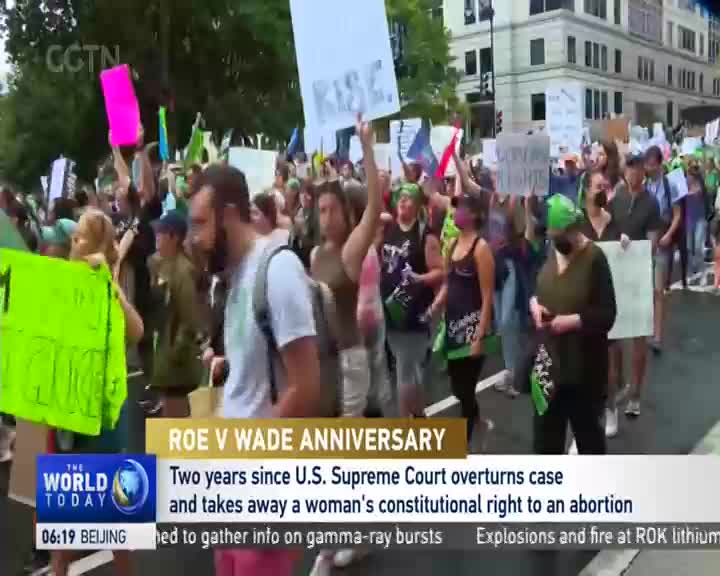 CCTN
RISE
ROE V WADE ANNIVERSARY
Two years since U.S. Supreme Court overturns case
and takes away a woman's constitutional right to an abortion
THE
WORLD
TODAY
06:19 BEIJING
ed to gather info on gamma-ray bursts Explosions and fire at ROK lithium